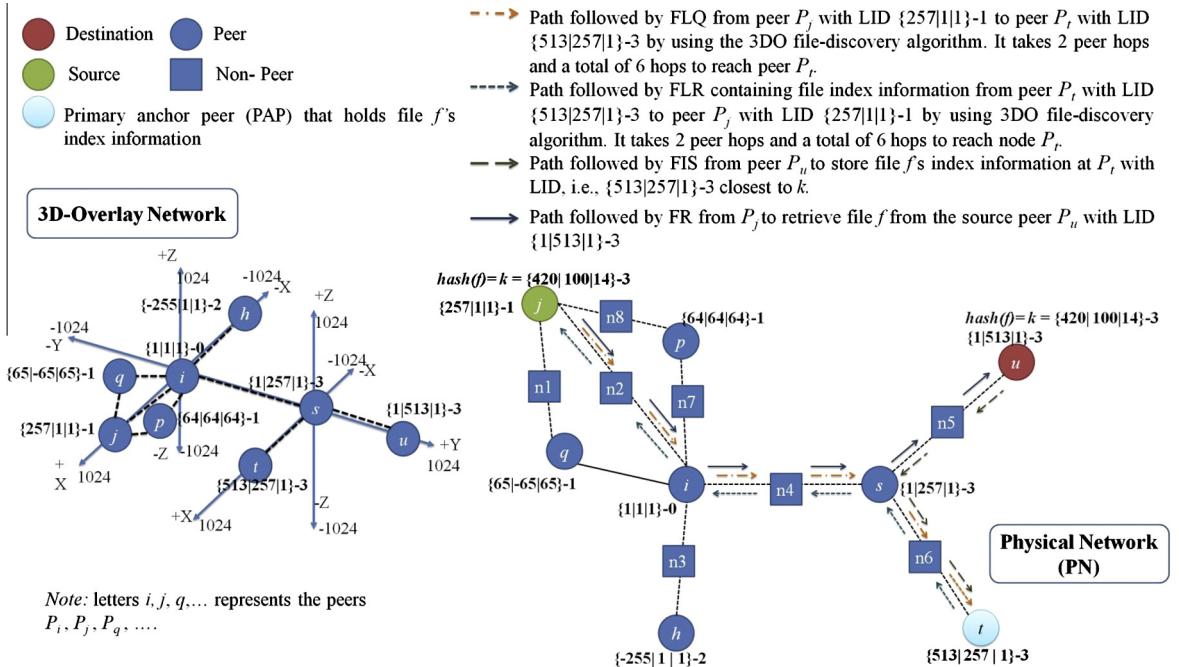 Destination
Peer
Source
Non- Peer
Primary anchor peer (PAP) that holds file f's
index information
Path followed by FLQ from peer Pj with LID {257|1|1}-1 to peer Pt with LID
{513|257|1}-3 by using the 3DO file-discovery algorithm. It takes 2 peer hops
and a total of 6 hops to reach peer Pt.
Path followed by FLR containing file index information from peer Pt with LID
{513|257|1}-3 to peer Pj with LID {257|1|1}-1 by using 3DO file-discovery
algorithm. It takes 2 peer hops and a total of 6 hops to reach node Pt.
Path followed by FIS from peer Pu to store file f's index information at Pt with
LID, i.e., {513|257|1}-3 closest to k.
Path followed by FR from Pj to retrieve file f from the source peer Pu with LID
{1|513|1}-3
3D-Overlay Network
+Z
1024
-1024
-X
{-255|1|1}-2
h
+Z
1024
-1024
-Y
{1|1|1}-0
-1024
-X
{65|-65|65}-1
q
i
{1|257|1}-3
s
{1|513|1}-3
{257|1|1}-1
j
p
{64|64|64}-1
u
+Y
1024
-Z
-1024
+
X
1024
t
{513|257|1}-3
-Z
+X
1024
-1024
Note: letters i, j, q,... represents the peers
Pi , Pj , Pq , ....
hash(f)= k = {420| 100|14}-3
{257|1|1}-1
j
n8
{64|64|64}-1
p
hash(f)= k = {420| 100|14}-3
{1|513|1}-3
u
n1
n2
n7
n5
q
{65|-65|65}-1
i
{1|1|1}-0
n4
s
{1|257|1}-3
n3
n6
Physical Network
(PN)
h
{-255| 1 | 1}-2
t
{513| 257 | 1}-3